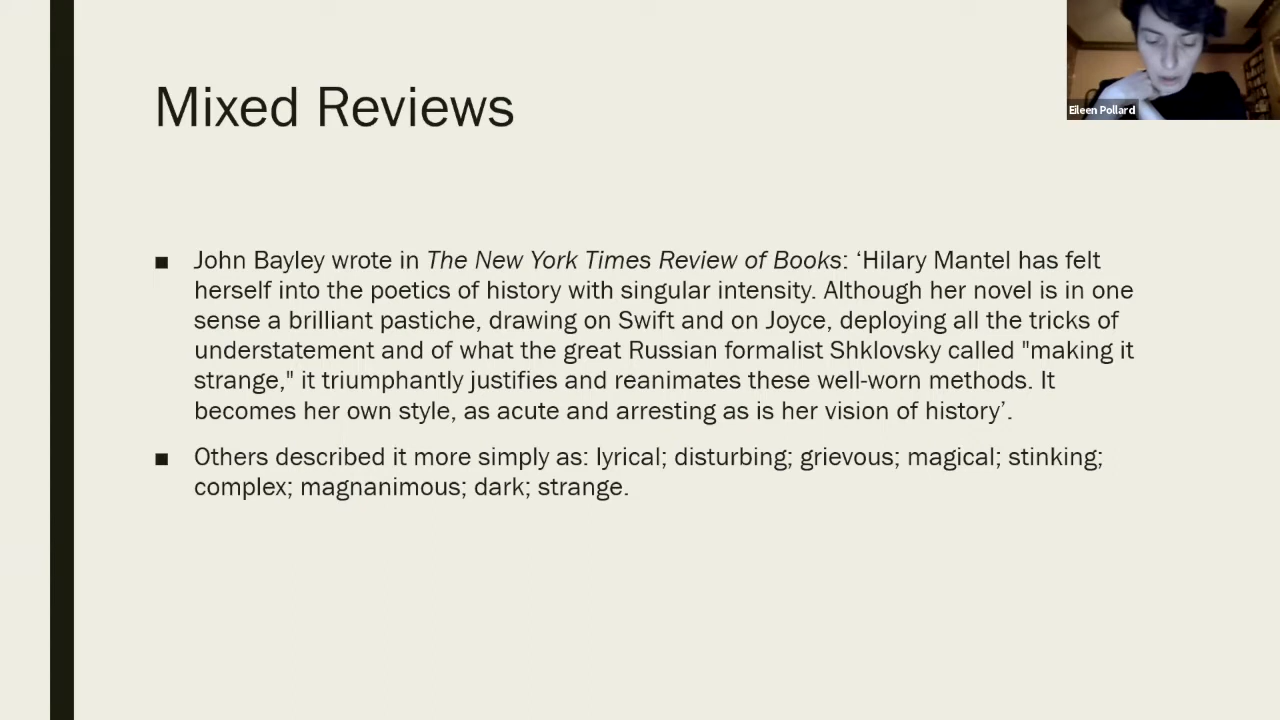 Mixed Reviews
Eileen Pollard
■ John Bayley wrote in The New York Times Review of Books: ‘Hilary Mantel has felt
herself into the poetics of history with singular intensity. Although her novel is in one
sense a brilliant pastiche, drawing on Swift and on Joyce, deploying all the tricks of
understatement and of what the great Russian formalist Shklovsky called "making it
strange," it triumphantly justifies and reanimates these well-worn methods. It
becomes her own style, as acute and arresting as is her vision of history’.
■ Others described it more simply as: lyrical; disturbing; grievous; magical; stinking;
complex; magnanimous; dark; strange.